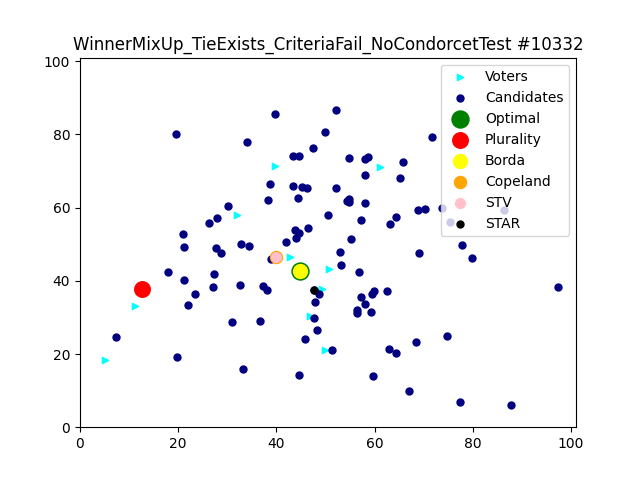 WinnerMixUp_TieExists_CriteriaFail_NoCondorcetTest #10332
100
80
60
40
20
0
0 20 40 60 80 100
Voters
Candidates
Optimal
Plurality
Borda
Copeland
STV
STAR